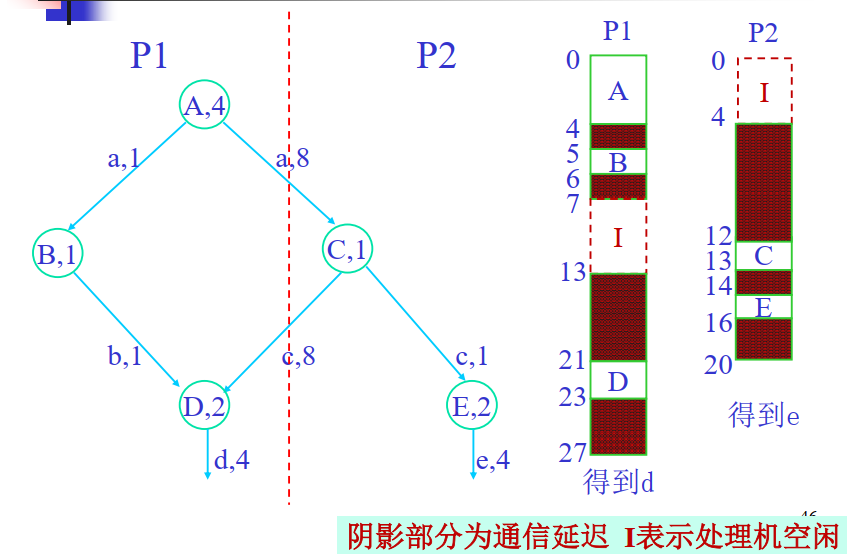 P1
P2
A,4
a,1
a,8
B,1
C,1
b,1
c,8
c,1
D,2
E,2
d,4
e,4
P1
0
A
4
5
B
6
7
I
13
21
D
23
27
得到d
P2
0
I
4
12
13
C
14
E
16
20
得到e
阴影部分为通信延迟 I表示处理机空闲